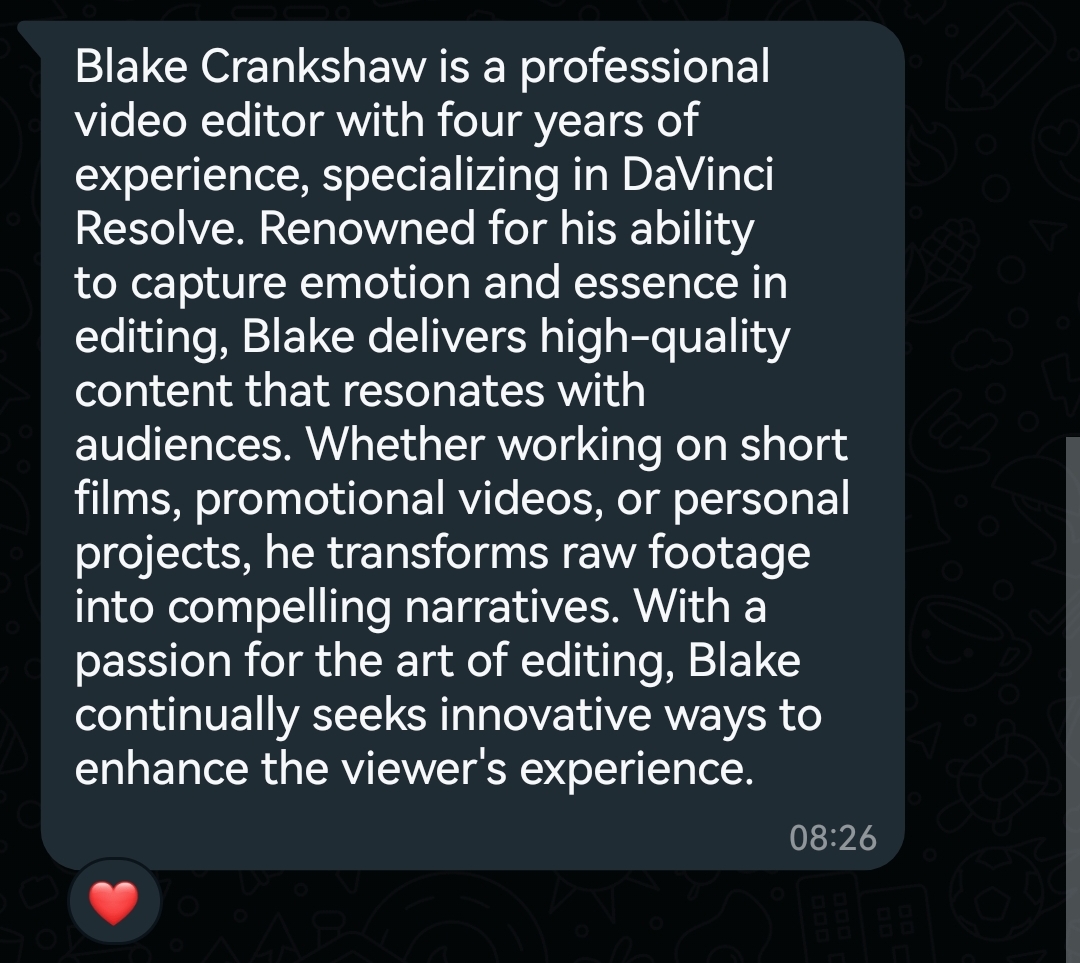 Blake Crankshaw is a professional
video editor with four years of
experience, specializing in DaVinci
Resolve. Renowned for his ability
to capture emotion and essence in
editing, Blake delivers high-quality
content that resonates with
audiences. Whether working on short
films, promotional videos, or personal
projects, he transforms raw footage
into compelling narratives. With a
passion for the art of editing, Blake
continually seeks innovative ways to
enhance the viewer's experience.
08:26